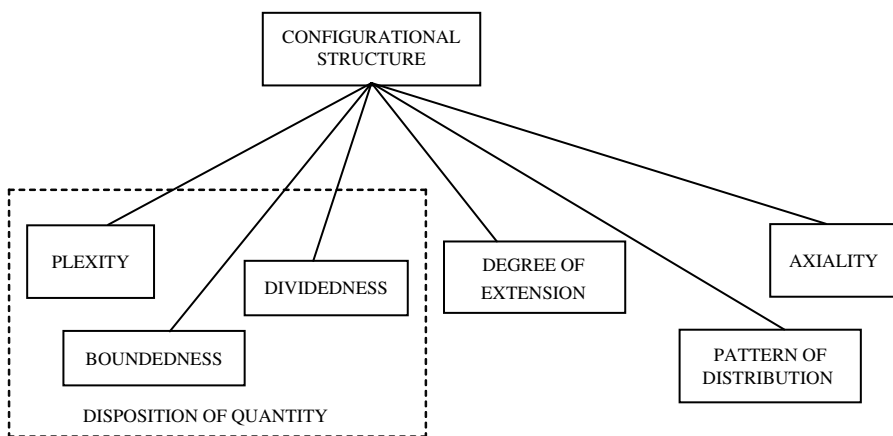 CONFIGURATIONAL
STRUCTURE
PLEXITY
DIVIDEDNESS
BOUNDEDNESS
DISPOSITION OF QUANTITY
DEGREE OF
EXTENSION
AXIALITY
PATTERN OF
DISTRIBUTION